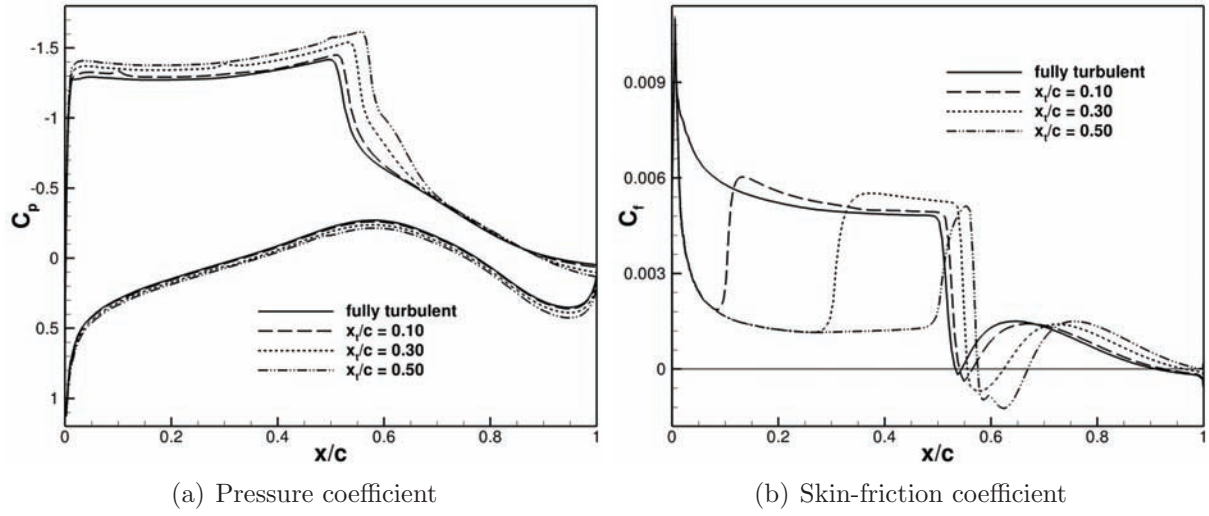 -1.5
-1
-0.5
0
0.5
1
C_p
0
0.2
0.4
0.6
0.8
1
x/c
fully turbulent
x_t/c = 0.10
x_t/c = 0.30
x_t/c = 0.50
(a) Pressure coefficient
0.009
0.006
0.003
0
C_f
0
0.2
0.4
0.6
0.8
1
x/c
fully turbulent
x_t/c = 0.10
x_t/c = 0.30
x_t/c = 0.50
(b) Skin-friction coefficient